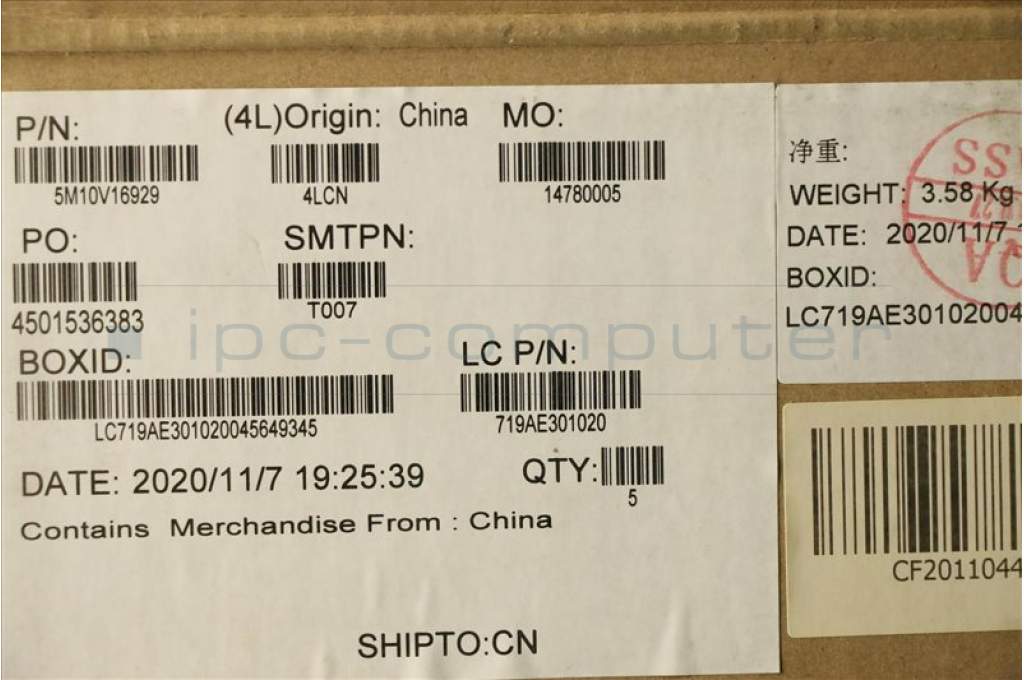 P/N:
(4L)Origin: China
MO:
5M10V16929
4LCN
14780005
PO:
SMTPN:
4501536383
T007
BOXID:
LC P/N:
LC719AE301020045649345
719AE301020
DATE: 2020/11/7 19:25:39
QTY:
5
Contains Merchandise From : China
SHIPTO:CN
净重:
WEIGHT: 3.58 Kg
DATE: 2020/11/7
BOXID:
LC719AE30102004
SS
QA
CF2011044
ipc-computer